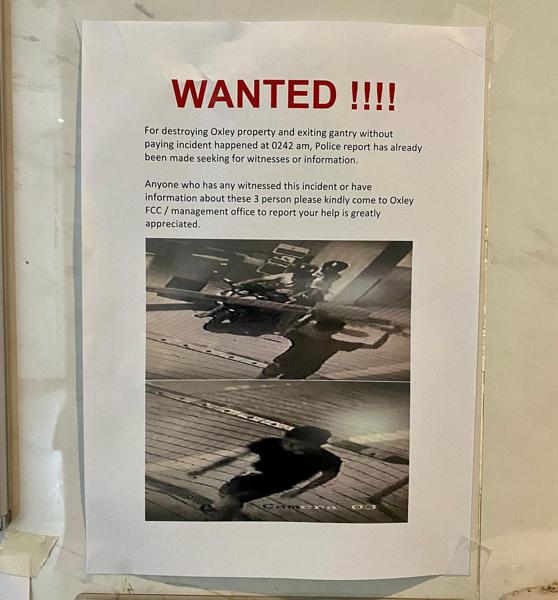 WANTED !!!!
For destroying Oxley property and exiting gantry without
paying incident happened at 0242 am, Police report has already
been made seeking for witnesses or information.
Anyone who has any witnessed this incident or have
information about these 3 person please kindly come to Oxley
FCC / management office to report your help is greatly
appreciated.
Camera 03